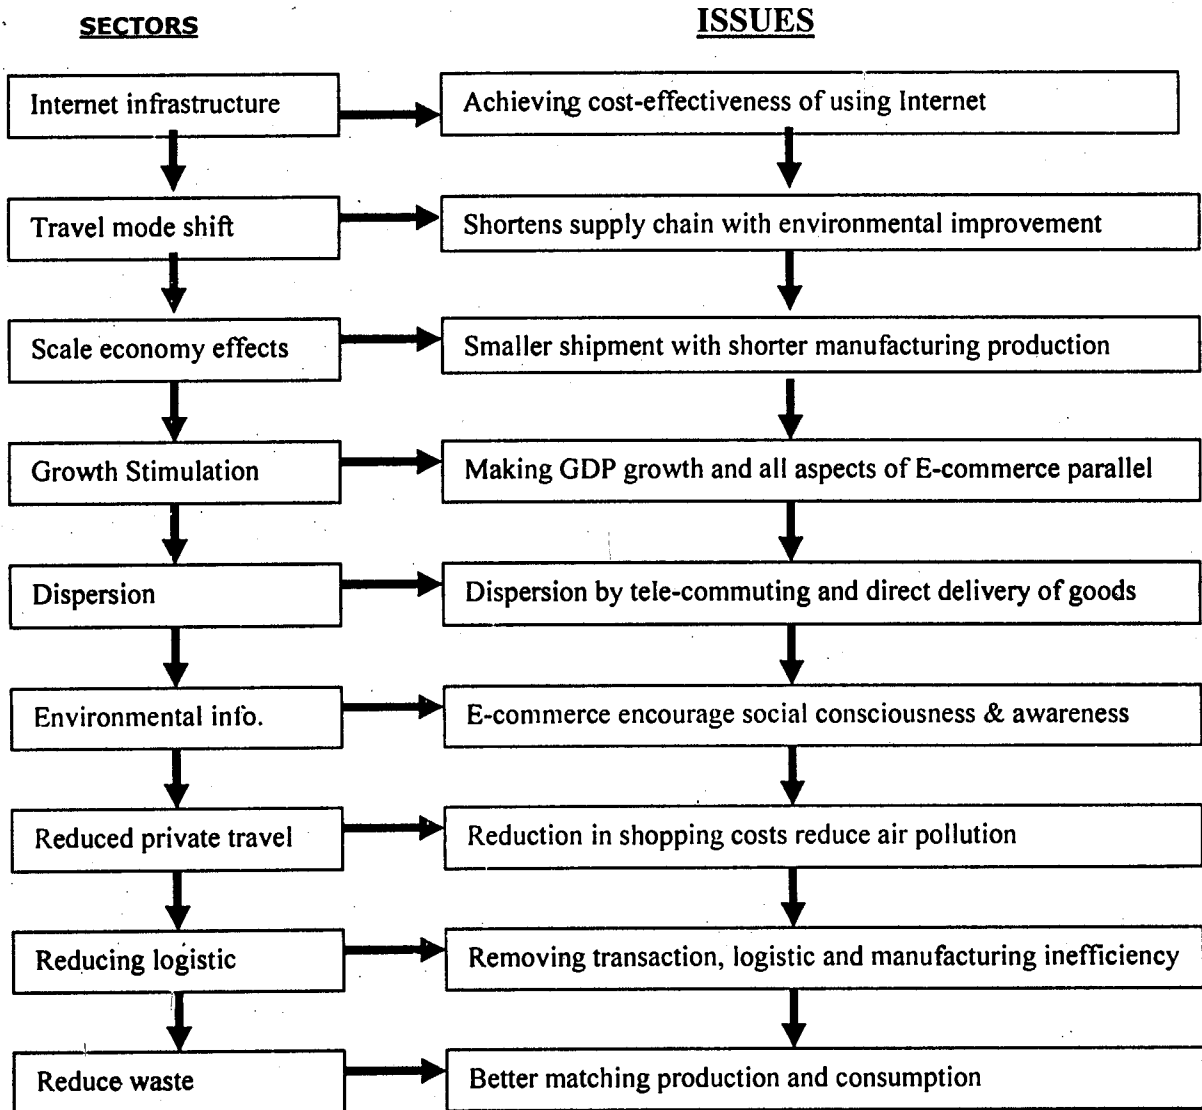 SECTORS
ISSUES
Internet infrastructure
Achieving cost-effectiveness of using Internet
Travel mode shift
Shortens supply chain with environmental improvement
Scale economy effects
Smaller shipment with shorter manufacturing production
Growth Stimulation
Making GDP growth and all aspects of E-commerce parallel
Dispersion
Dispersion by tele-commuting and direct delivery of goods
Environmental info.
E-commerce encourage social consciousness & awareness
Reduced private travel
Reduction in shopping costs reduce air pollution
Reducing logistic
Removing transaction, logistic and manufacturing inefficiency
Reduce waste
Better matching production and consumption